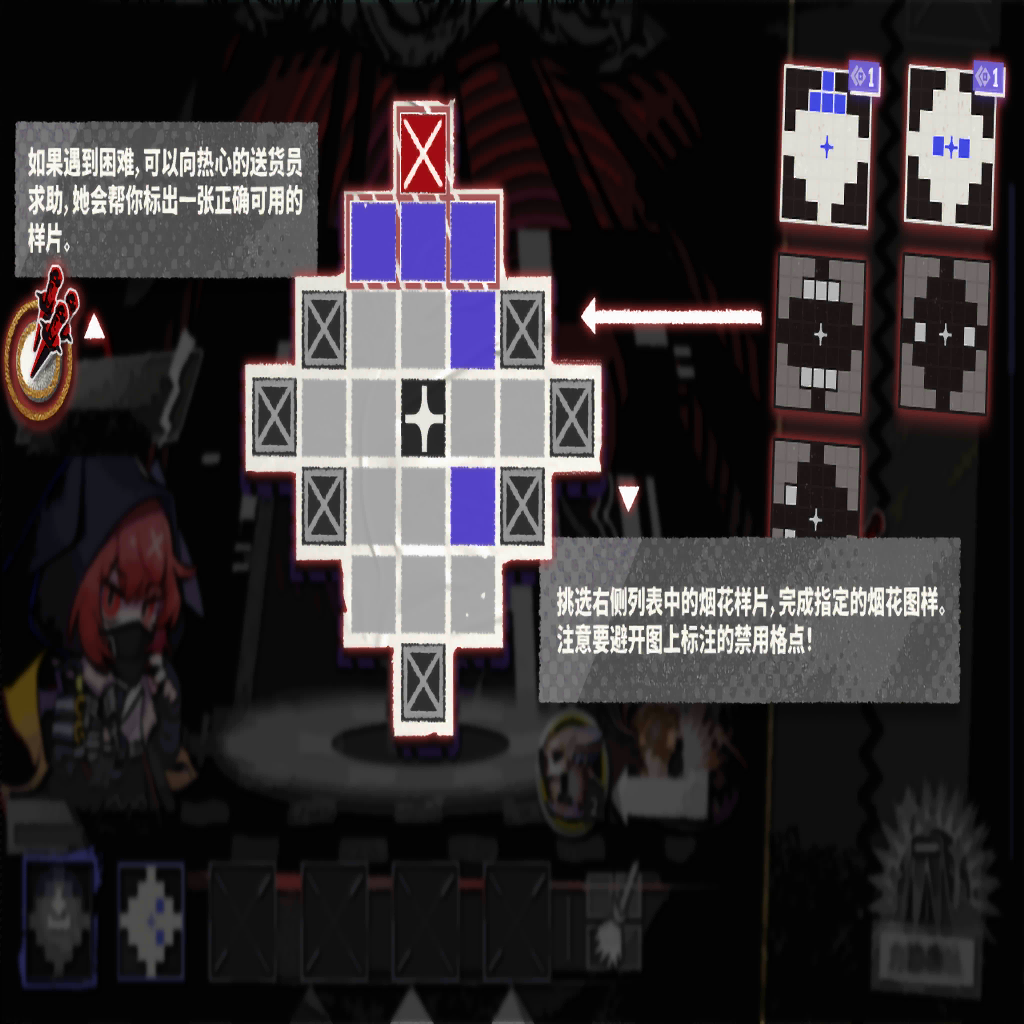 如果遇到困难,可以向热心的送货员
求助,她会帮你标出一张正确可用的
样片。
1
1
挑选右侧列表中的烟花样片,完成指定的烟花图样。
注意要避开图上标注的禁用格点!